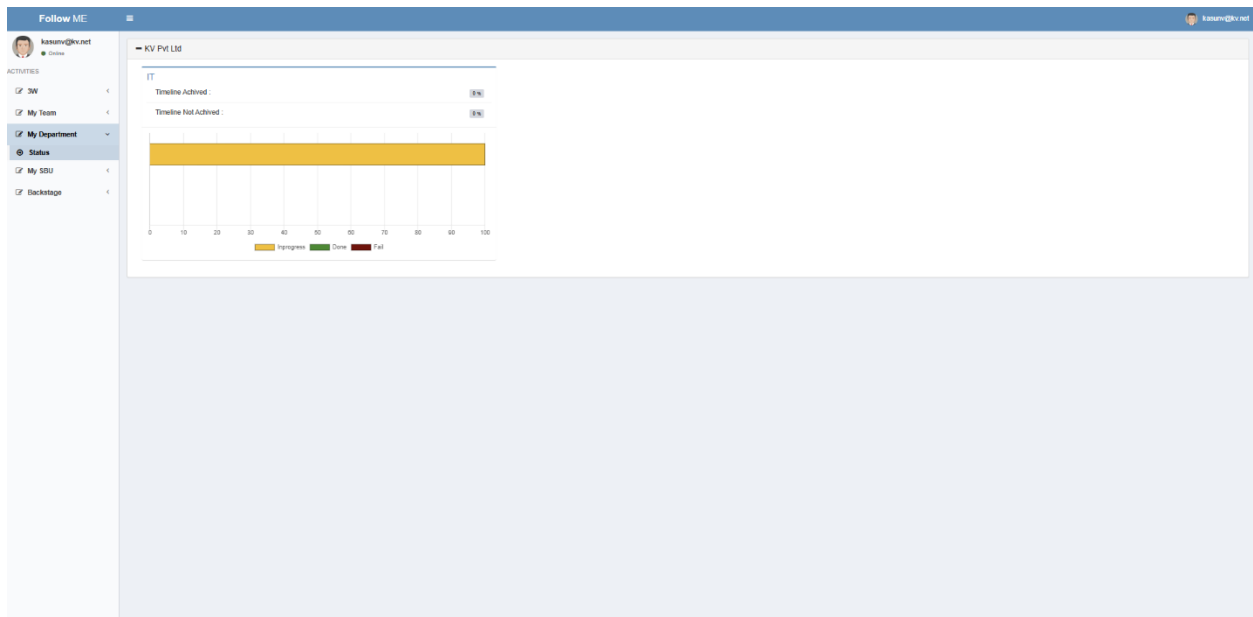 Follow ME
kasunv@kv.net
kasunv@kv.net
Online
ACTIVITIES
3W
My Team
My Department
Status
My SBU
Backstage
KV Pvt Ltd
IT
Timeline Achived :
0 %
Timeline Not Achived :
0 %
0 10 20 30 40 50 60 70 80 90 100
Inprogress Done Fail